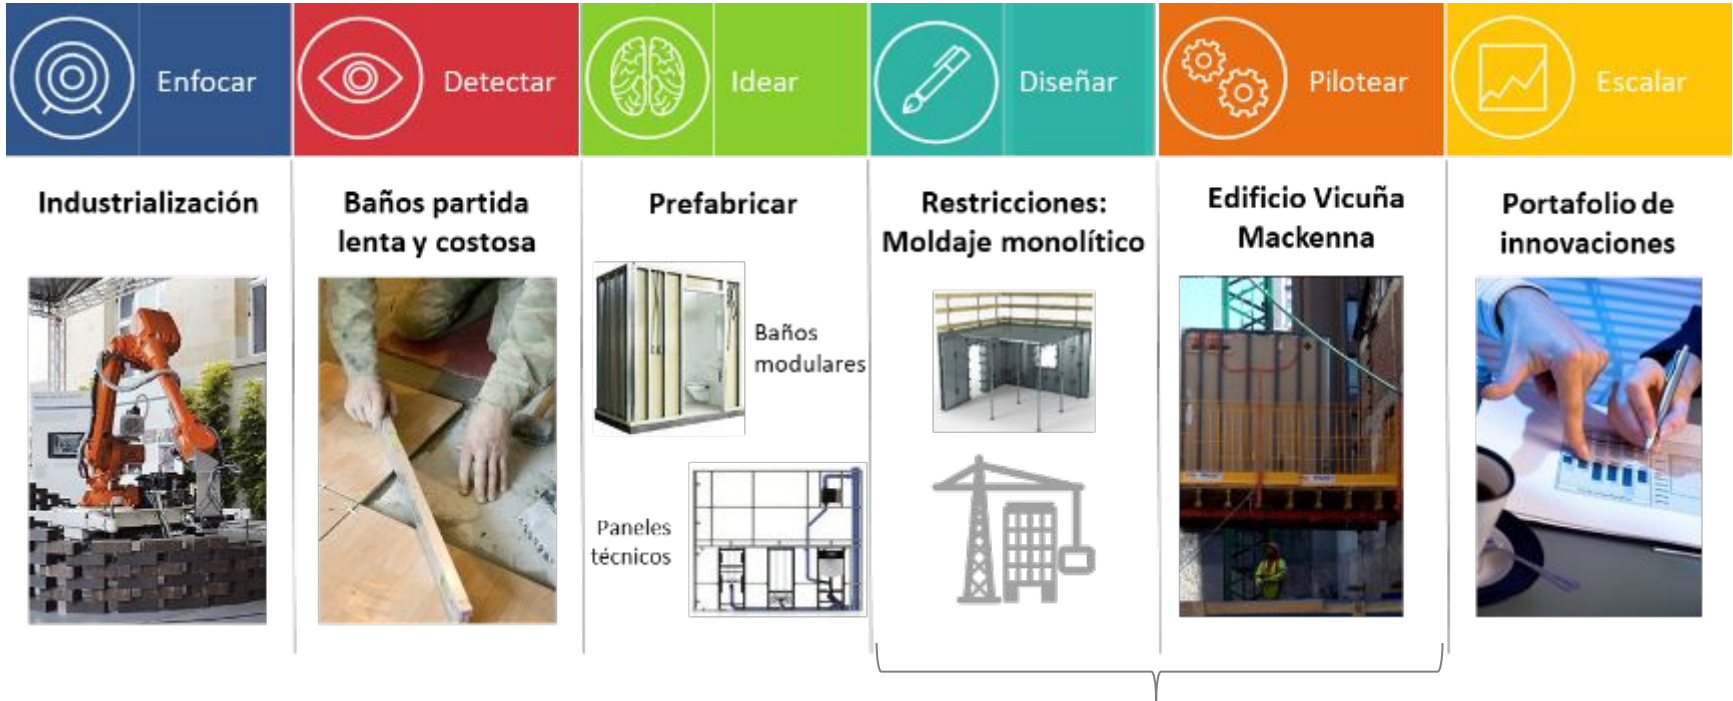 Enfocar
Detectar
Idear
Diseñar
Pilotear
Escalar
Industrialización
Baños partida
lenta y costosa
Prefabricar
Baños
modulares
Paneles
técnicos
Restricciones:
Moldaje monolítico
Edificio Vicuña
Mackenna
Portafolio de
innovaciones